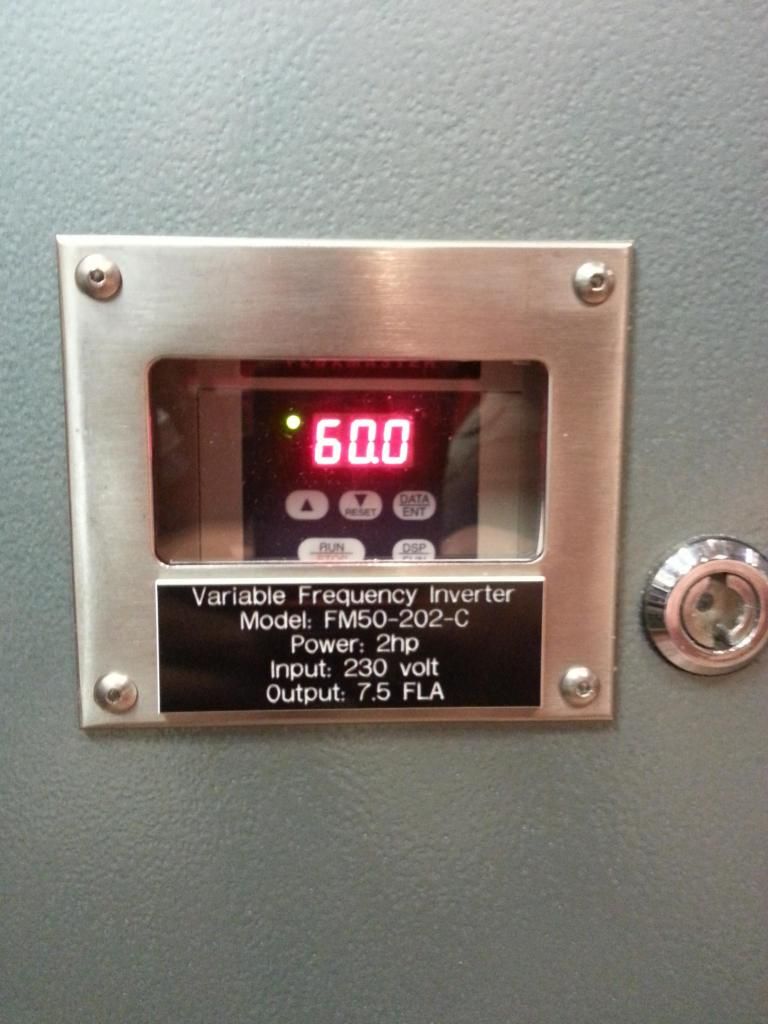 60.0
RESET
DATA
ENT
RUN
DSP
Variable Frequency Inverter
Model: FM50-202-C
Power: 2hp
Input: 230 volt
Output: 7.5 FLA